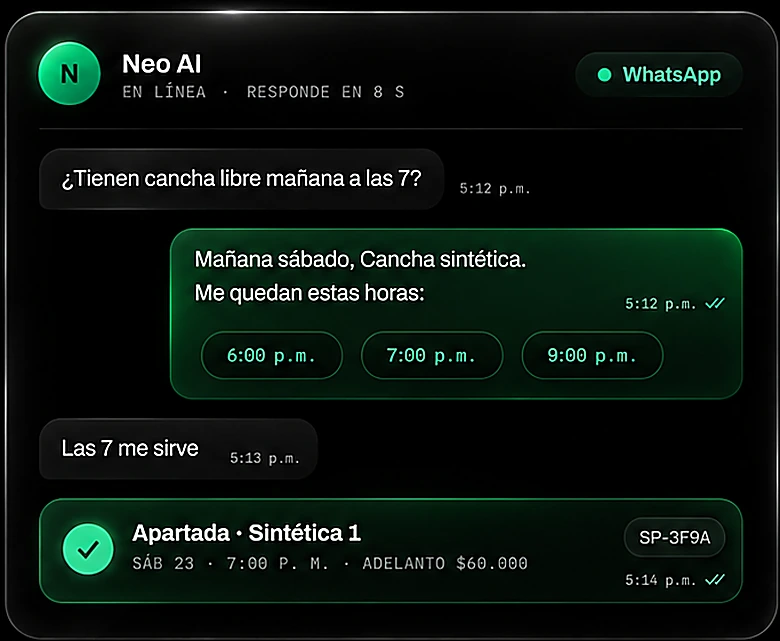 N
Neo AI
EN LÍNEA · RESPONDE EN 8 S
WhatsApp
¿Tienen cancha libre mañana a las 7?
5:12 p.m.
Mañana sábado, Cancha sintética.
Me quedan estas horas:
5:12 p.m.
6:00 p.m. 7:00 p.m. 9:00 p.m.
Las 7 me sirve
5:13 p.m.
Apartada · Sintética 1
SP-3F9A
SÁB 23 · 7:00 P. M. · ADELANTO $60.000
5:14 p.m.